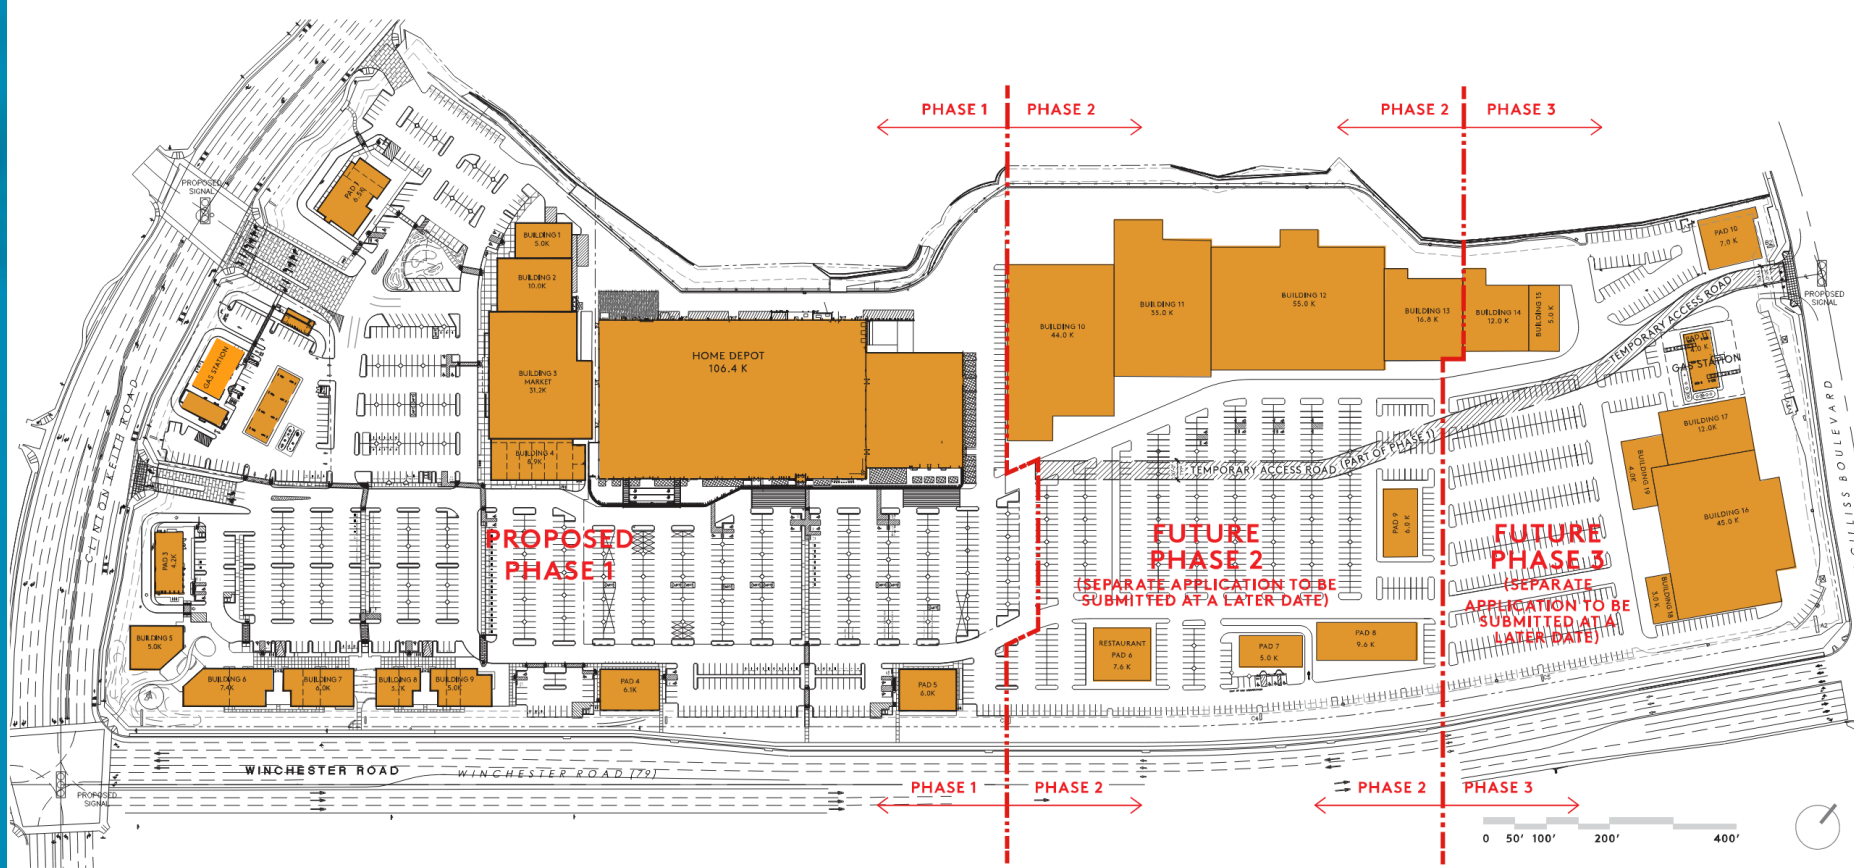 PHASE 1
PHASE 2
PHASE 2
PHASE 3
PROPOSED
SIGNAL
PAD 10
7.0 K
BUILDING 1
5.0K
BUILDING 2
10.0K
BUILDING 3
MARKET
31.2K
BUILDING 4
8.9K
HOME DEPOT
106.4 K
GAS STATION
BUILDING 10
44.0 K
BUILDING 11
55.0 K
BUILDING 12
55.0 K
BUILDING 13
16.8 K
BUILDING 14
12.0 K
BUILDING 15
5.0 K
TEMPORARY ACCESS ROAD
PROPOSED
SIGNAL
4.0 K
GAS STATION
BUILDING 17
12.0K
BUILDING 19
BUILDING 16
45.0 K
BUILDING 18
3.0 K
TEMPORARY ACCESS ROAD (PART OF PHASE 1)
CLINTON KEITH ROAD
GILLISS BOULEVARD
PAD 3
4.2K
PAD 9
6.0 K
PROPOSED
PHASE 1
FUTURE
PHASE 2
(SEPARATE APPLICATION TO BE
SUBMITTED AT A LATER DATE)
FUTURE
PHASE 3
(SEPARATE
APPLICATION TO BE
SUBMITTED AT A
LATER DATE)
BUILDING 5
5.0K
BUILDING 6
7.4K
BUILDING 7
6.0K
BUILDING 8
BUILDING 9
5.0K
PAD 4
6.1K
PAD 5
6.0K
RESTAURANT
PAD 6
7.6 K
PAD 7
5.0 K
PAD 8
9.6 K
WINCHESTER ROAD
WINCHESTER ROAD (79)
PROPOSED
SIGNAL
PHASE 1
PHASE 2
PHASE 2
PHASE 3
0 50' 100' 200' 400'